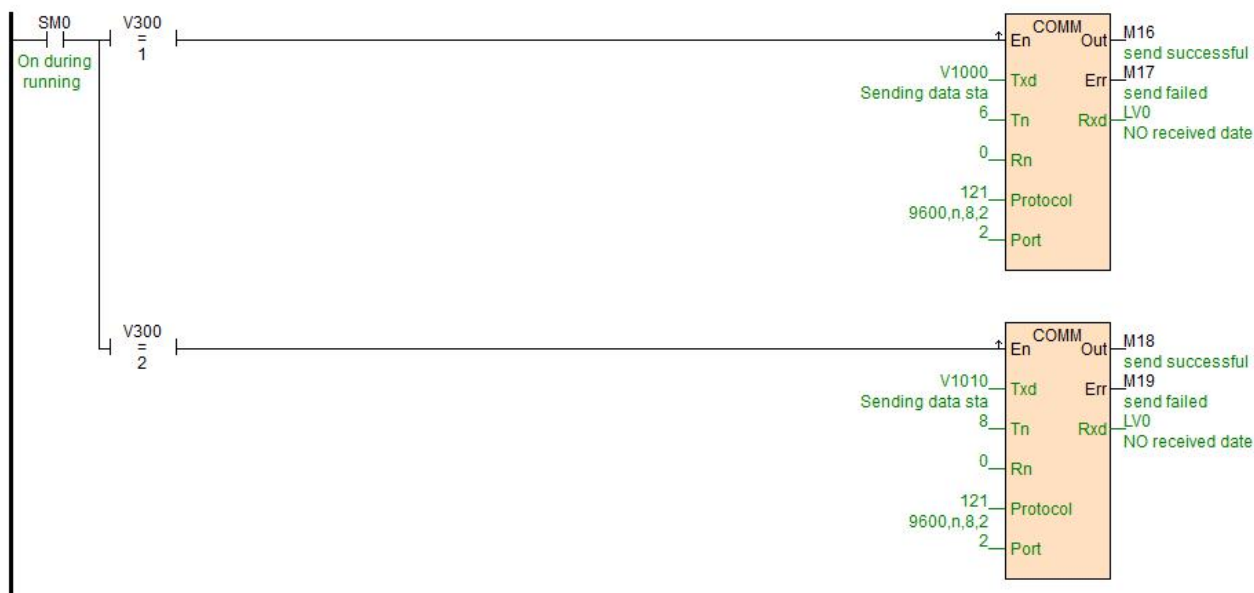 SM0
On during
running
V300
=
1
COMM
En
Out
M16
send successful
V1000
Sending data sta
Txd
Err
M17
send failed
6
Tn
Rxd
LV0
NO received date
0
Rn
121
9600,n,8,2
Protocol
2
Port
V300
=
2
COMM
En
Out
M18
send successful
V1010
Sending data sta
Txd
Err
M19
send failed
8
Tn
Rxd
LV0
NO received date
0
Rn
121
9600,n,8,2
Protocol
2
Port